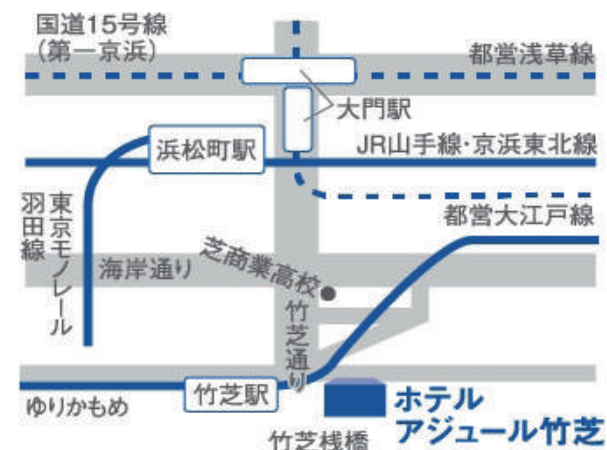 国道15号線
（第一京浜）
都営浅草線
大門駅
浜松町駅
JR山手線・京浜東北線
都営大江戸線
東京モノレール
羽田線
海岸通り
芝商業高校
竹芝通り
竹芝駅
ゆりかもめ
ホテル
アジュール竹芝
竹芝桟橋